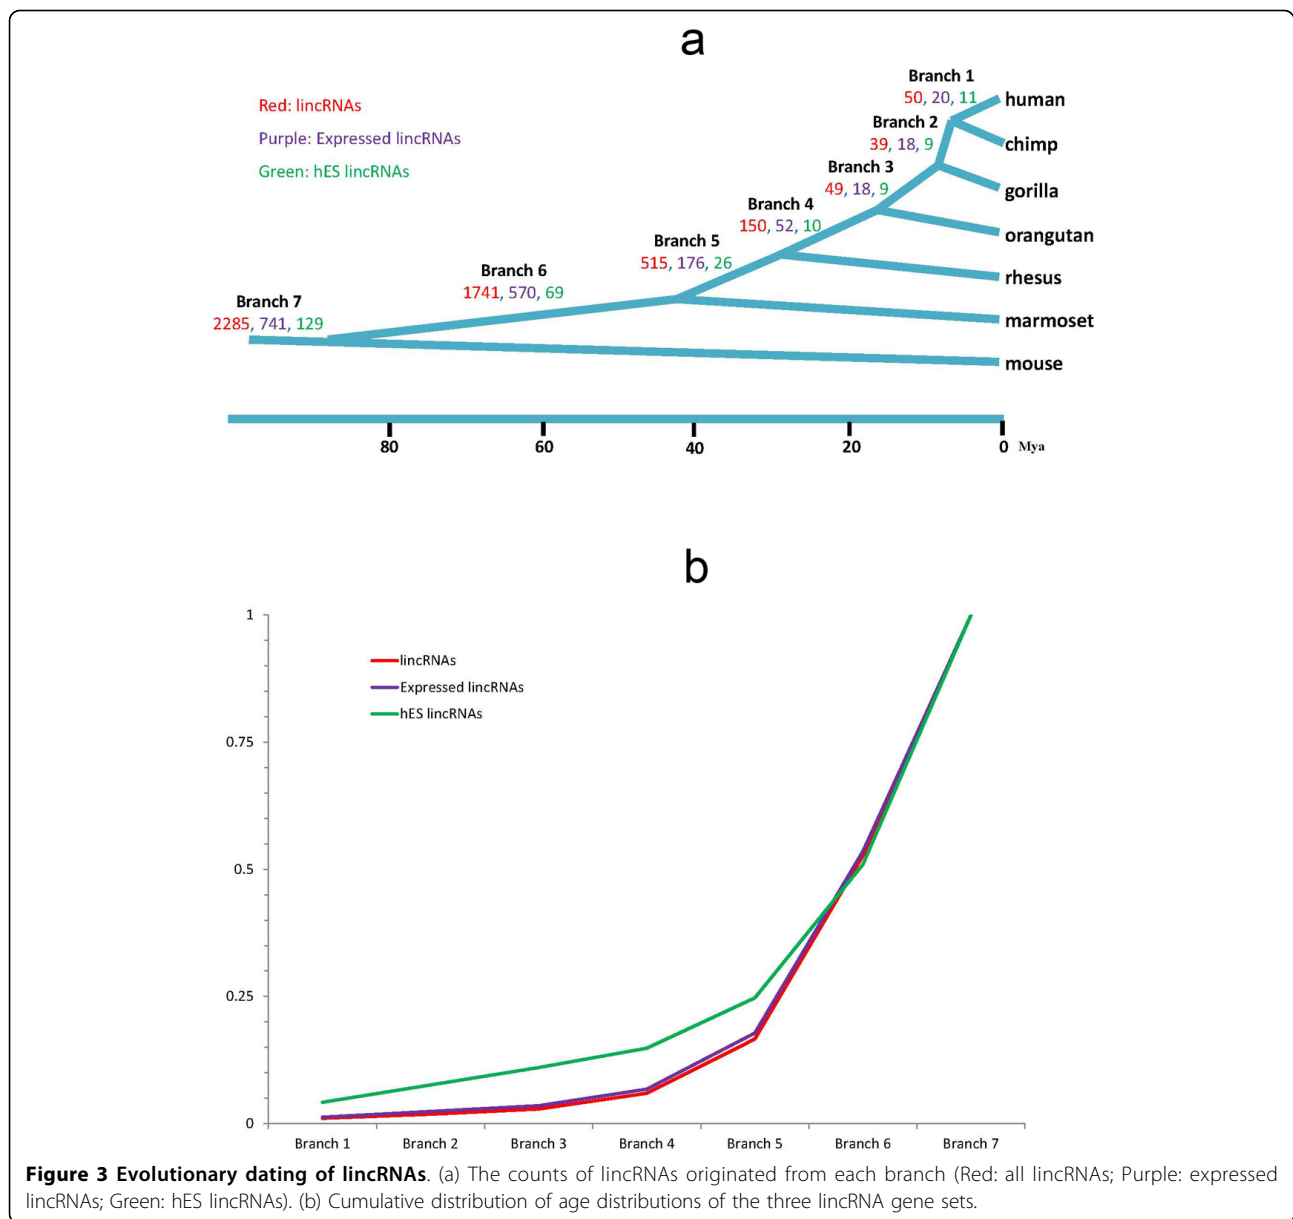 a
Red: lincRNAs
Purple: Expressed lincRNAs
Green: hES lincRNAs
Branch 1
50, 20, 11
human
Branch 2
39, 18, 9
chimp
Branch 3
49, 18, 9
gorilla
Branch 4
150, 52, 10
orangutan
Branch 5
515, 176, 26
rhesus
Branch 6
1741, 570, 69
marmoset
Branch 7
2285, 741, 129
mouse
80 60 40 20 0 Mya
b
1
lincRNAs
Expressed lincRNAs
hES lincRNAs
0.75
0.5
0.25
0
Branch 1 Branch 2 Branch 3 Branch 4 Branch 5 Branch 6 Branch 7
Figure 3 Evolutionary dating of lincRNAs. (a) The counts of lincRNAs originated from each branch (Red: all lincRNAs; Purple: expressed
lincRNAs; Green: hES lincRNAs). (b) Cumulative distribution of age distributions of the three lincRNA gene sets.